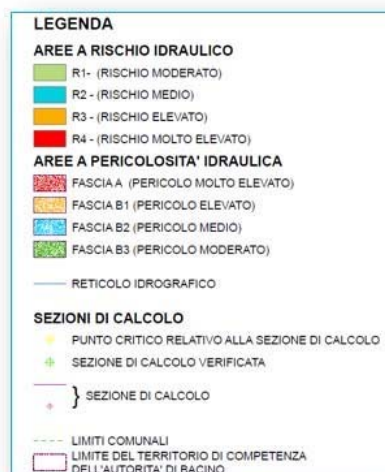 LEGENDA
AREE A RISCHIO IDRAULICO
R1- (RISCHIO MODERATO)
R2 - (RISCHIO MEDIO)
R3 - (RISCHIO ELEVATO)
R4 - (RISCHIO MOLTO ELEVATO)
AREE A PERICOLOSITA' IDRAULICA
FASCIA A (PERICOLO MOLTO ELEVATO)
FASCIA B1 (PERICOLO ELEVATO)
FASCIA B2 (PERICOLO MEDIO)
FASCIA B3 (PERICOLO MODERATO)
RETICOLO IDROGRAFICO
SEZIONI DI CALCOLO
PUNTO CRITICO RELATIVO ALLA SEZIONE DI CALCOLO
SEZIONE DI CALCOLO VERIFICATA
} SEZIONE DI CALCOLO
LIMITI COMUNALI
LIMITE DEL TERRITORIO DI COMPETENZA
DELL'AUTORITA' DI BACINO